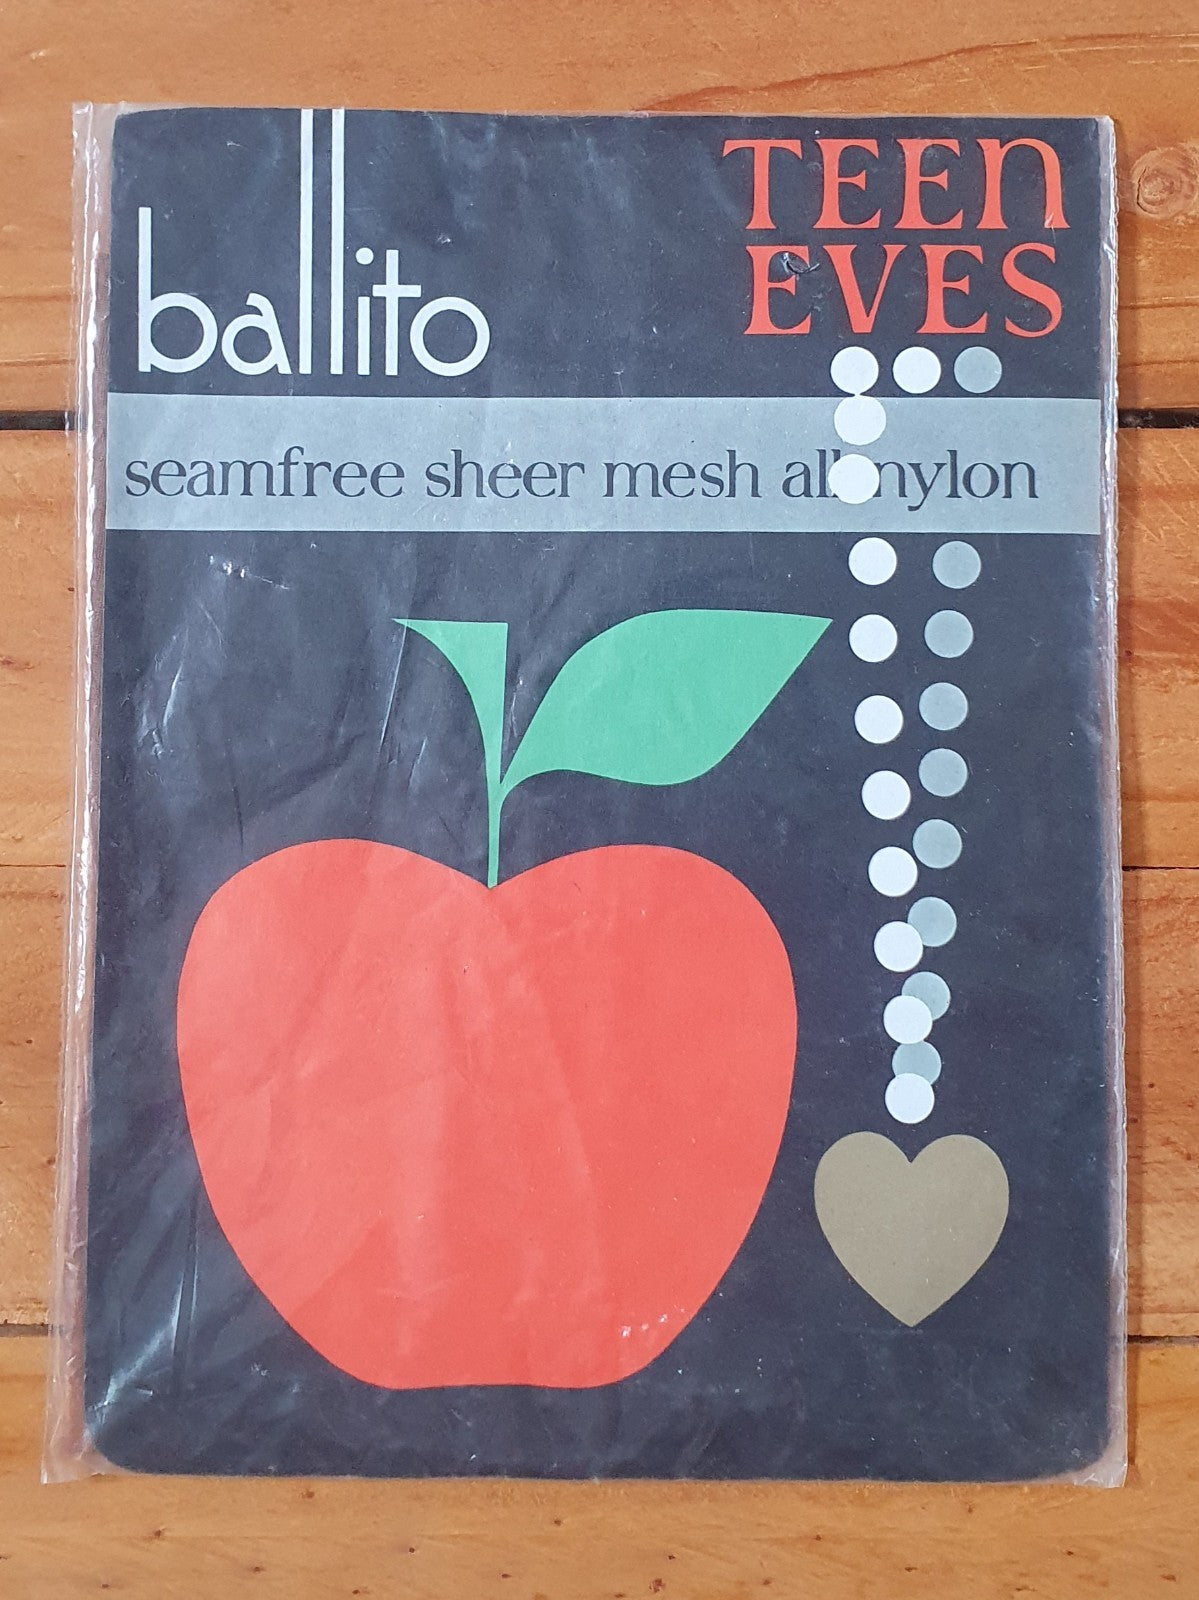 ballito
TEEN
EVES
seamfree sheer mesh all nylon